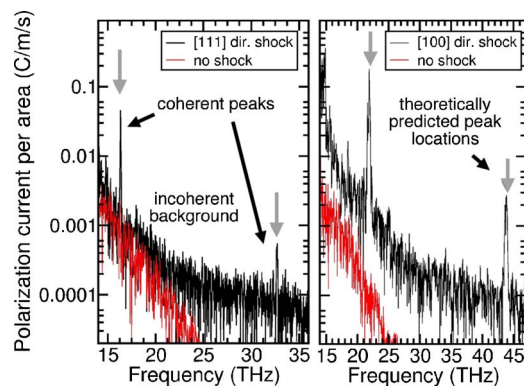 Polarization current per area (C/m/s)
0.1
0.01
0.001
0.0001
[111] dir. shock
no shock
coherent peaks
incoherent
background
15 20 25 30 35
Frequency (THz)
[100] dir. shock
no shock
theoretically
predicted peak
locations
15 20 25 30 35 40 45
Frequency (THz)